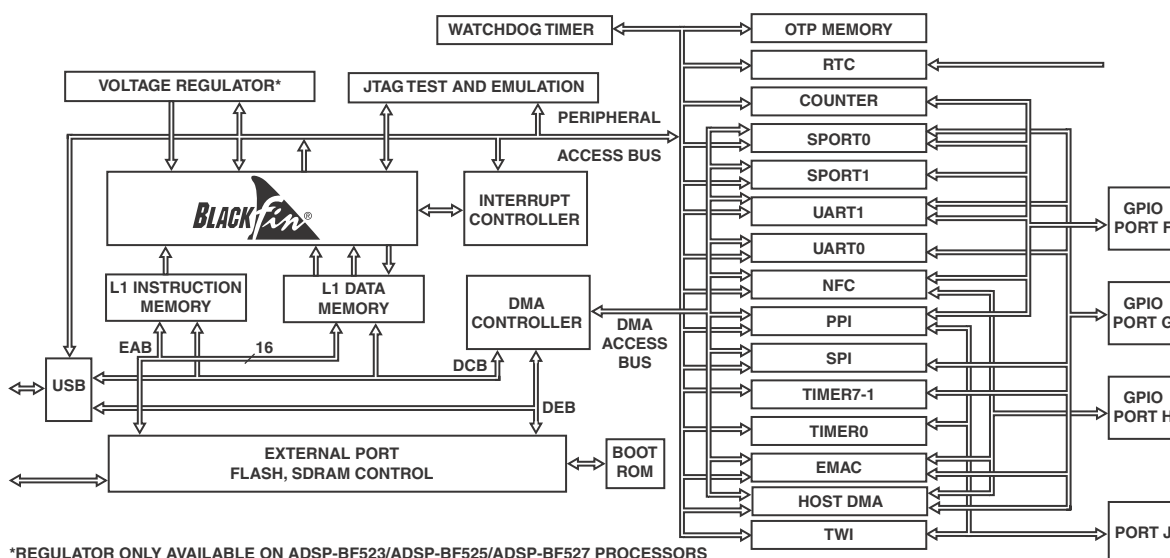 WATCHDOG TIMER
OTP MEMORY
RTC
VOLTAGE REGULATOR*
JTAG TEST AND EMULATION
COUNTER
PERIPHERAL
ACCESS BUS
SPORT0
SPORT1
BLACKfin®
INTERRUPT
CONTROLLER
UART1
GPIO
PORT F
UART0
L1 INSTRUCTION
MEMORY
L1 DATA
MEMORY
DMA
CONTROLLER
NFC
GPIO
PORT G
DMA
ACCESS
BUS
PPI
EAB
16
DCB
SPI
USB
DEB
TIMER7-1
GPIO
PORT H
TIMER0
EXTERNAL PORT
FLASH, SDRAM CONTROL
BOOT
ROM
EMAC
HOST DMA
TWI
PORT J
*REGULATOR ONLY AVAILABLE ON ADSP-BF523/ADSP-BF525/ADSP-BF527 PROCESSORS